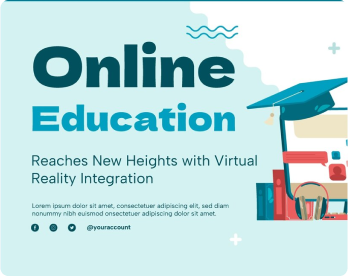 Online
Education
Reaches New Heights with Virtual
Reality Integration
Lorem ipsum dolor sit amet, consectetuer adipiscing elit, sed diam
nonummy nibh euismod onsectetuer adipiscing elit, sit amet.
@youraccount